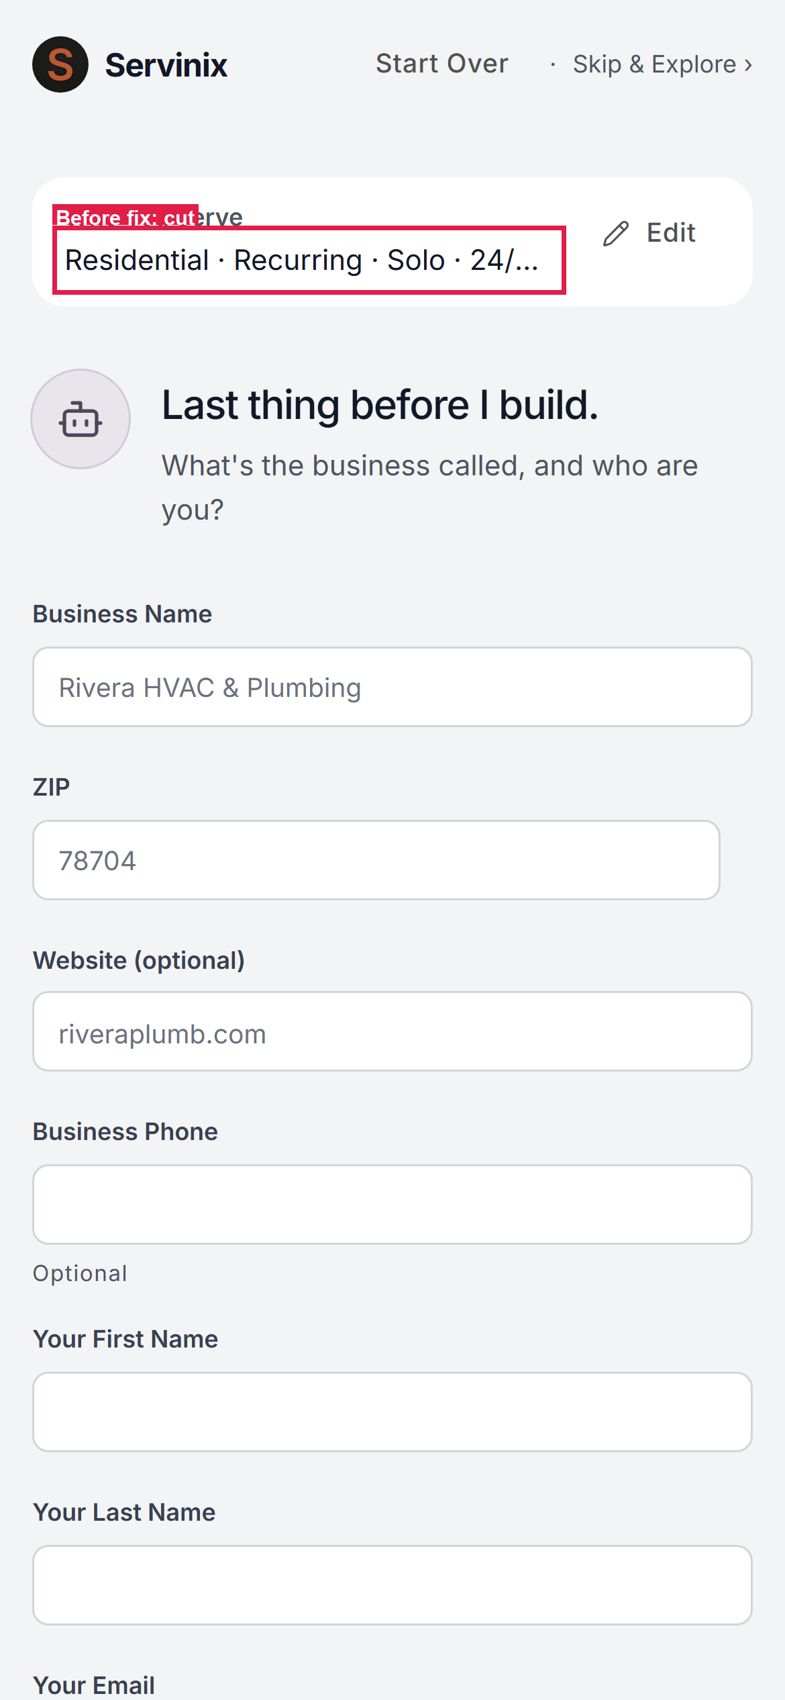 S Servinix
Start Over · Skip & Explore ›
Before fix: cut erve
Residential · Recurring · Solo · 24/...
Edit
Last thing before I build.
What's the business called, and who are
you?
Business Name
Rivera HVAC & Plumbing
ZIP
78704
Website (optional)
riveraplumb.com
Business Phone
Optional
Your First Name
Your Last Name
Your Email